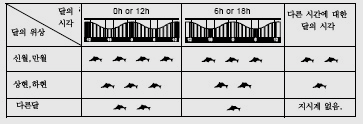 달의 시각
달의 위상
0h or 12h
6h or 18h
다른 시간에 대한
달의 시각
신월,만월
상현,하현
다른달
지시계 없음.